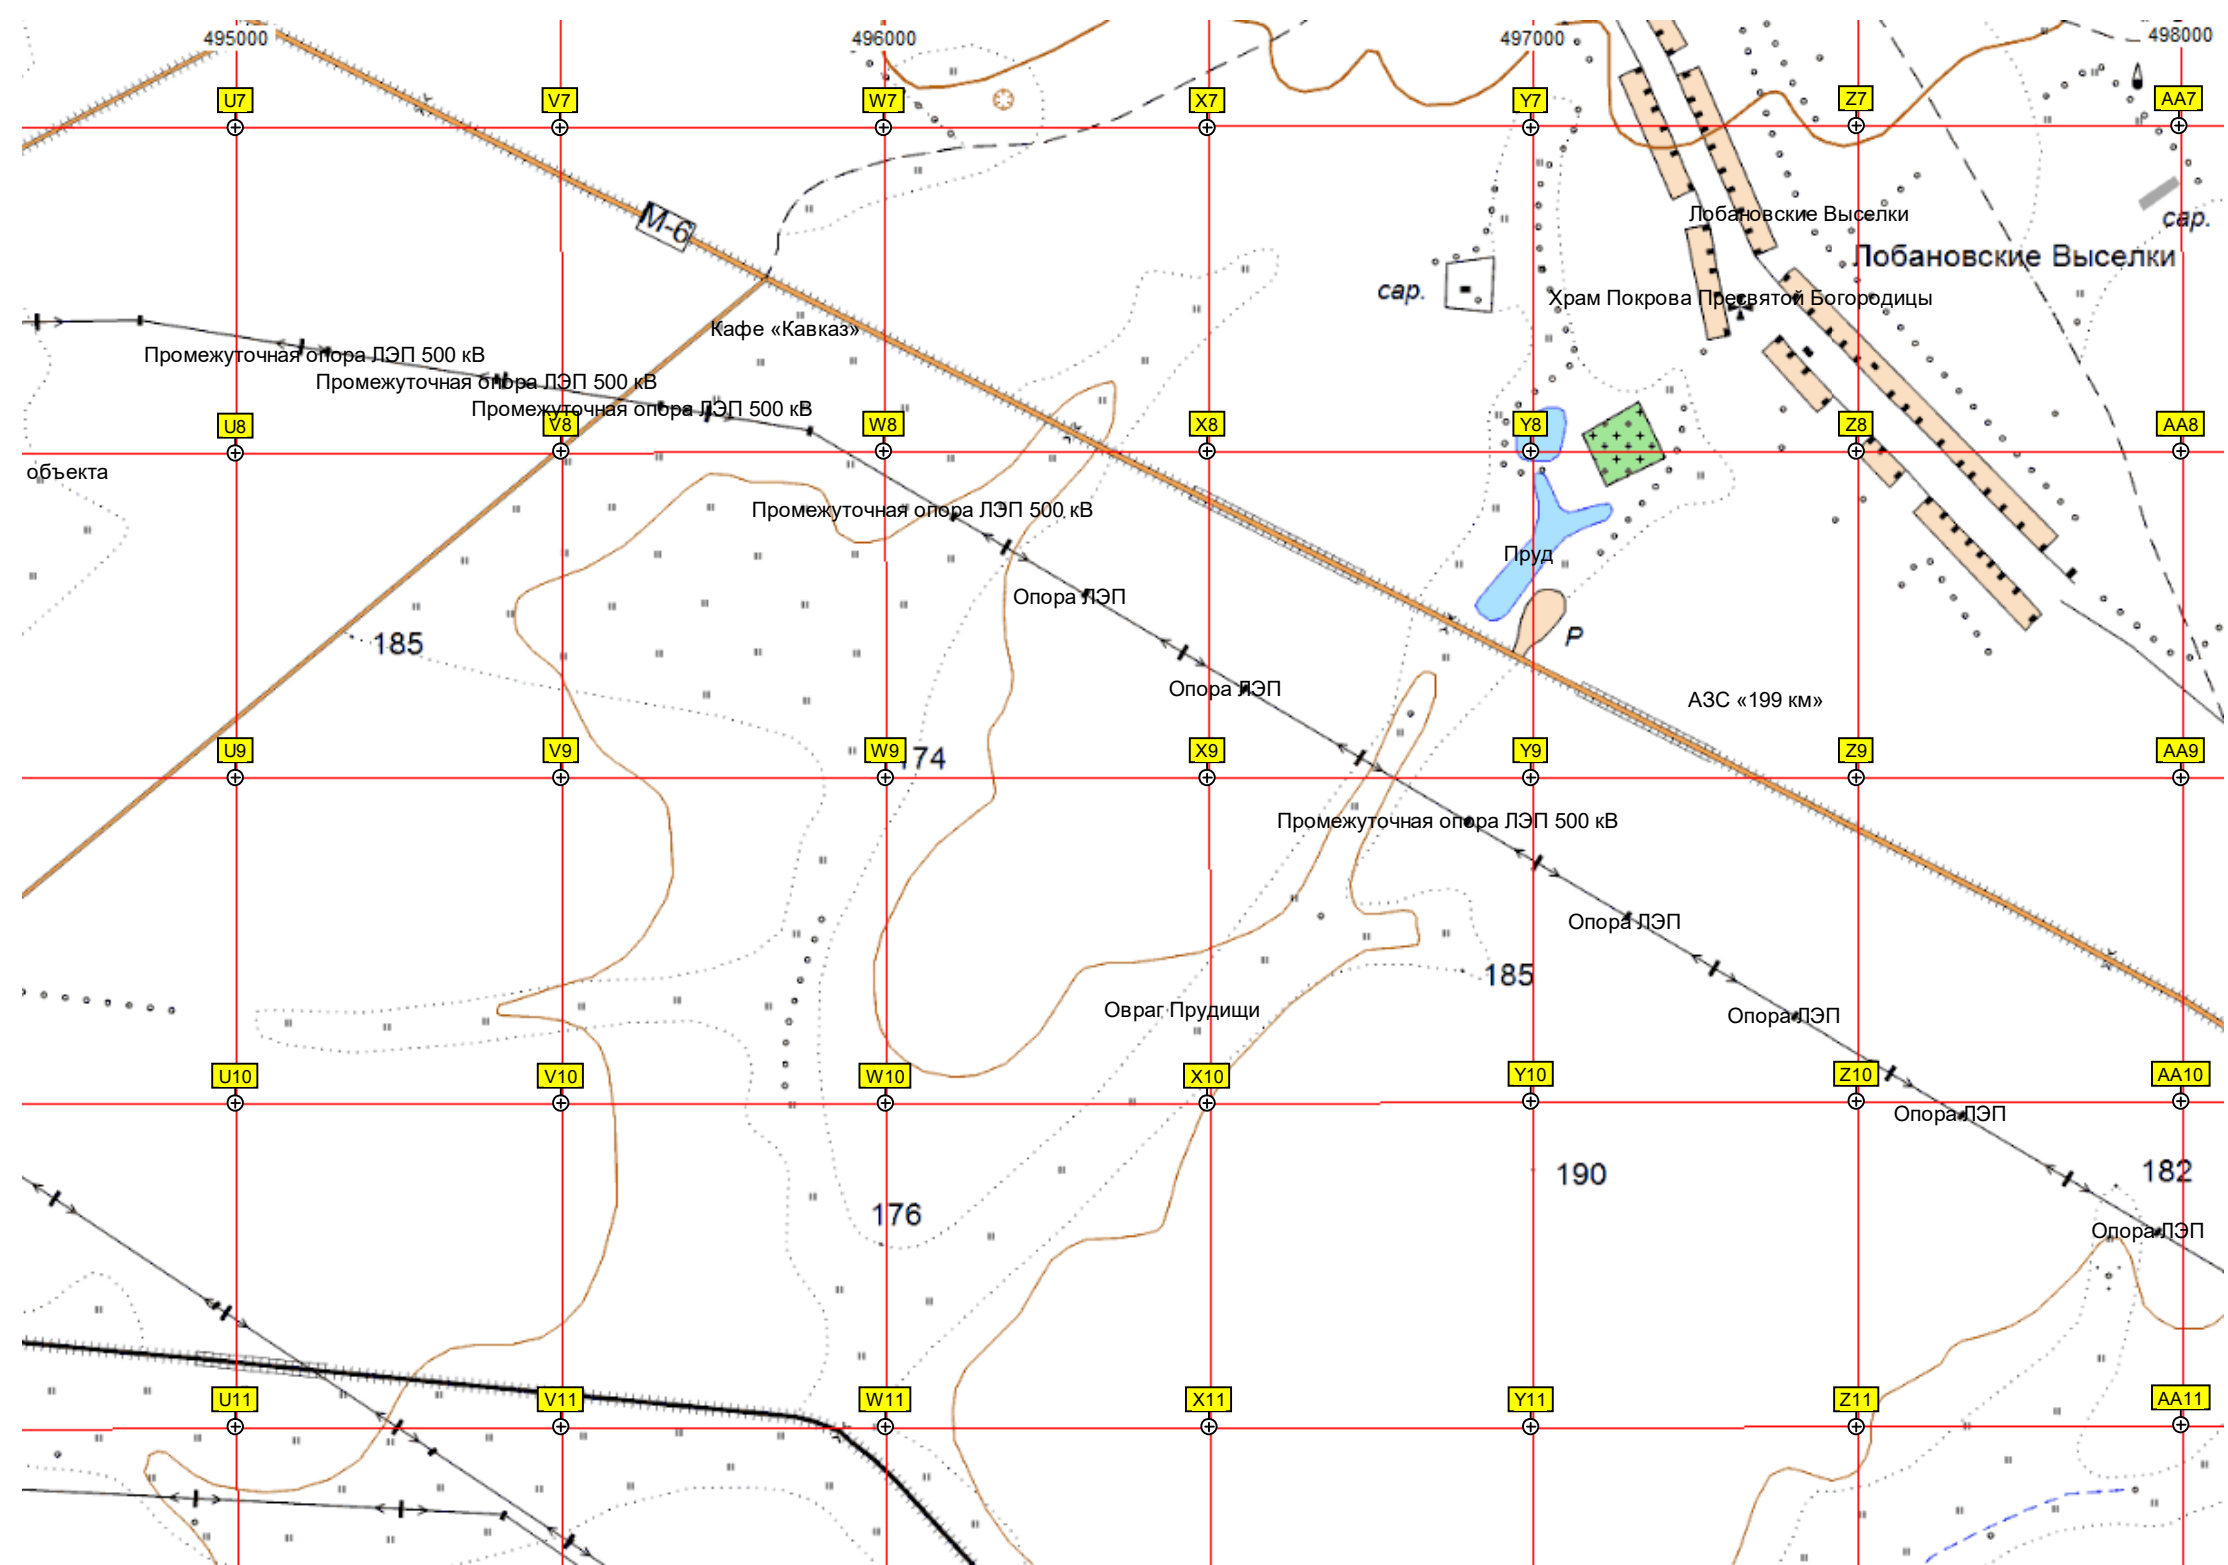 495000 496000 497000 498000
U7 V7 W7 X7 Y7 Z7 AA7
М-6
Лобановские Выселки
сар.
Лобановские Выселки
сар.
Храм Покрова Пресвятой Богородицы
Кафе «Кавказ»
Промежуточная опора ЛЭП 500 кВ
Промежуточная опора ЛЭП 500 кВ
Промежуточная опора ЛЭП 500 кВ
U8 V8 W8 X8 Y8 Z8 AA8
объекта
Промежуточная опора ЛЭП 500 кВ
Пруд
Опора ЛЭП
185
Р
Опора ЛЭП
АЗС «199 км»
U9 V9 W9 X9 Y9 Z9 AA9
174
Промежуточная опора ЛЭП 500 кВ
Опора ЛЭП
185
Овраг Прудищи
Опора ЛЭП
U10 V10 W10 X10 Y10 Z10 AA10
Опора ЛЭП
190
182
176
Опора ЛЭП
U11 V11 W11 X11 Y11 Z11 AA11